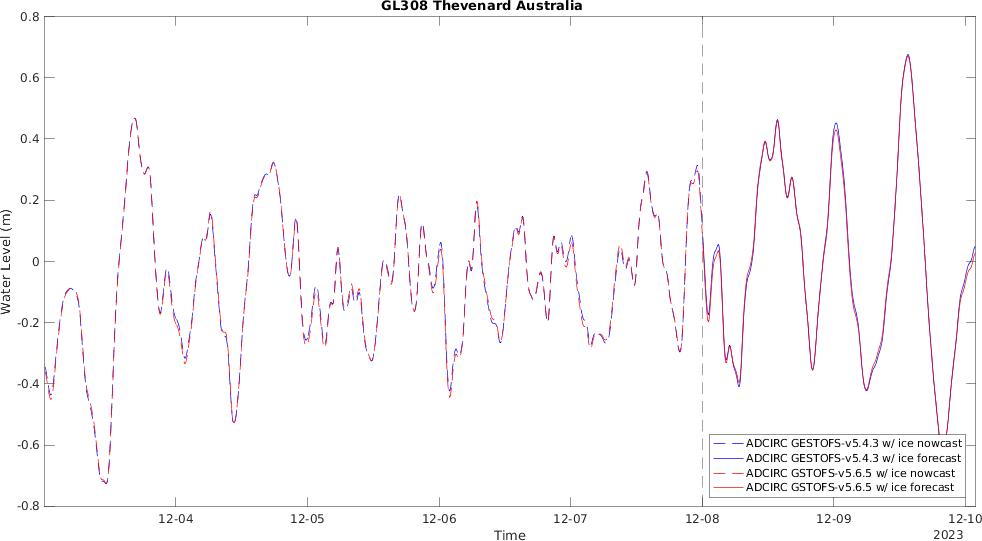 GL308 Thevenard Australia
Water Level (m)
0.8
0.6
0.4
0.2
0
-0.2
-0.4
-0.6
-0.8
12-04
12-05
12-06
12-07
12-08
12-09
12-10
Time
2023
ADCIRC GESTOFS-v5.4.3 w/ ice nowcast
ADCIRC GESTOFS-v5.4.3 w/ ice forecast
ADCIRC GSTOFS-v5.6.5 w/ ice nowcast
ADCIRC GSTOFS-v5.6.5 w/ ice forecast